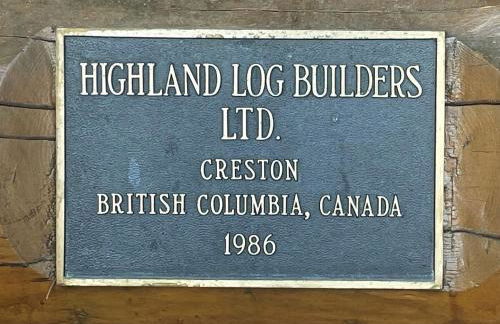 HIGHLAND LOG BUILDERS
LTD.
CRESTON
BRITISH COLUMBIA, CANADA
1986